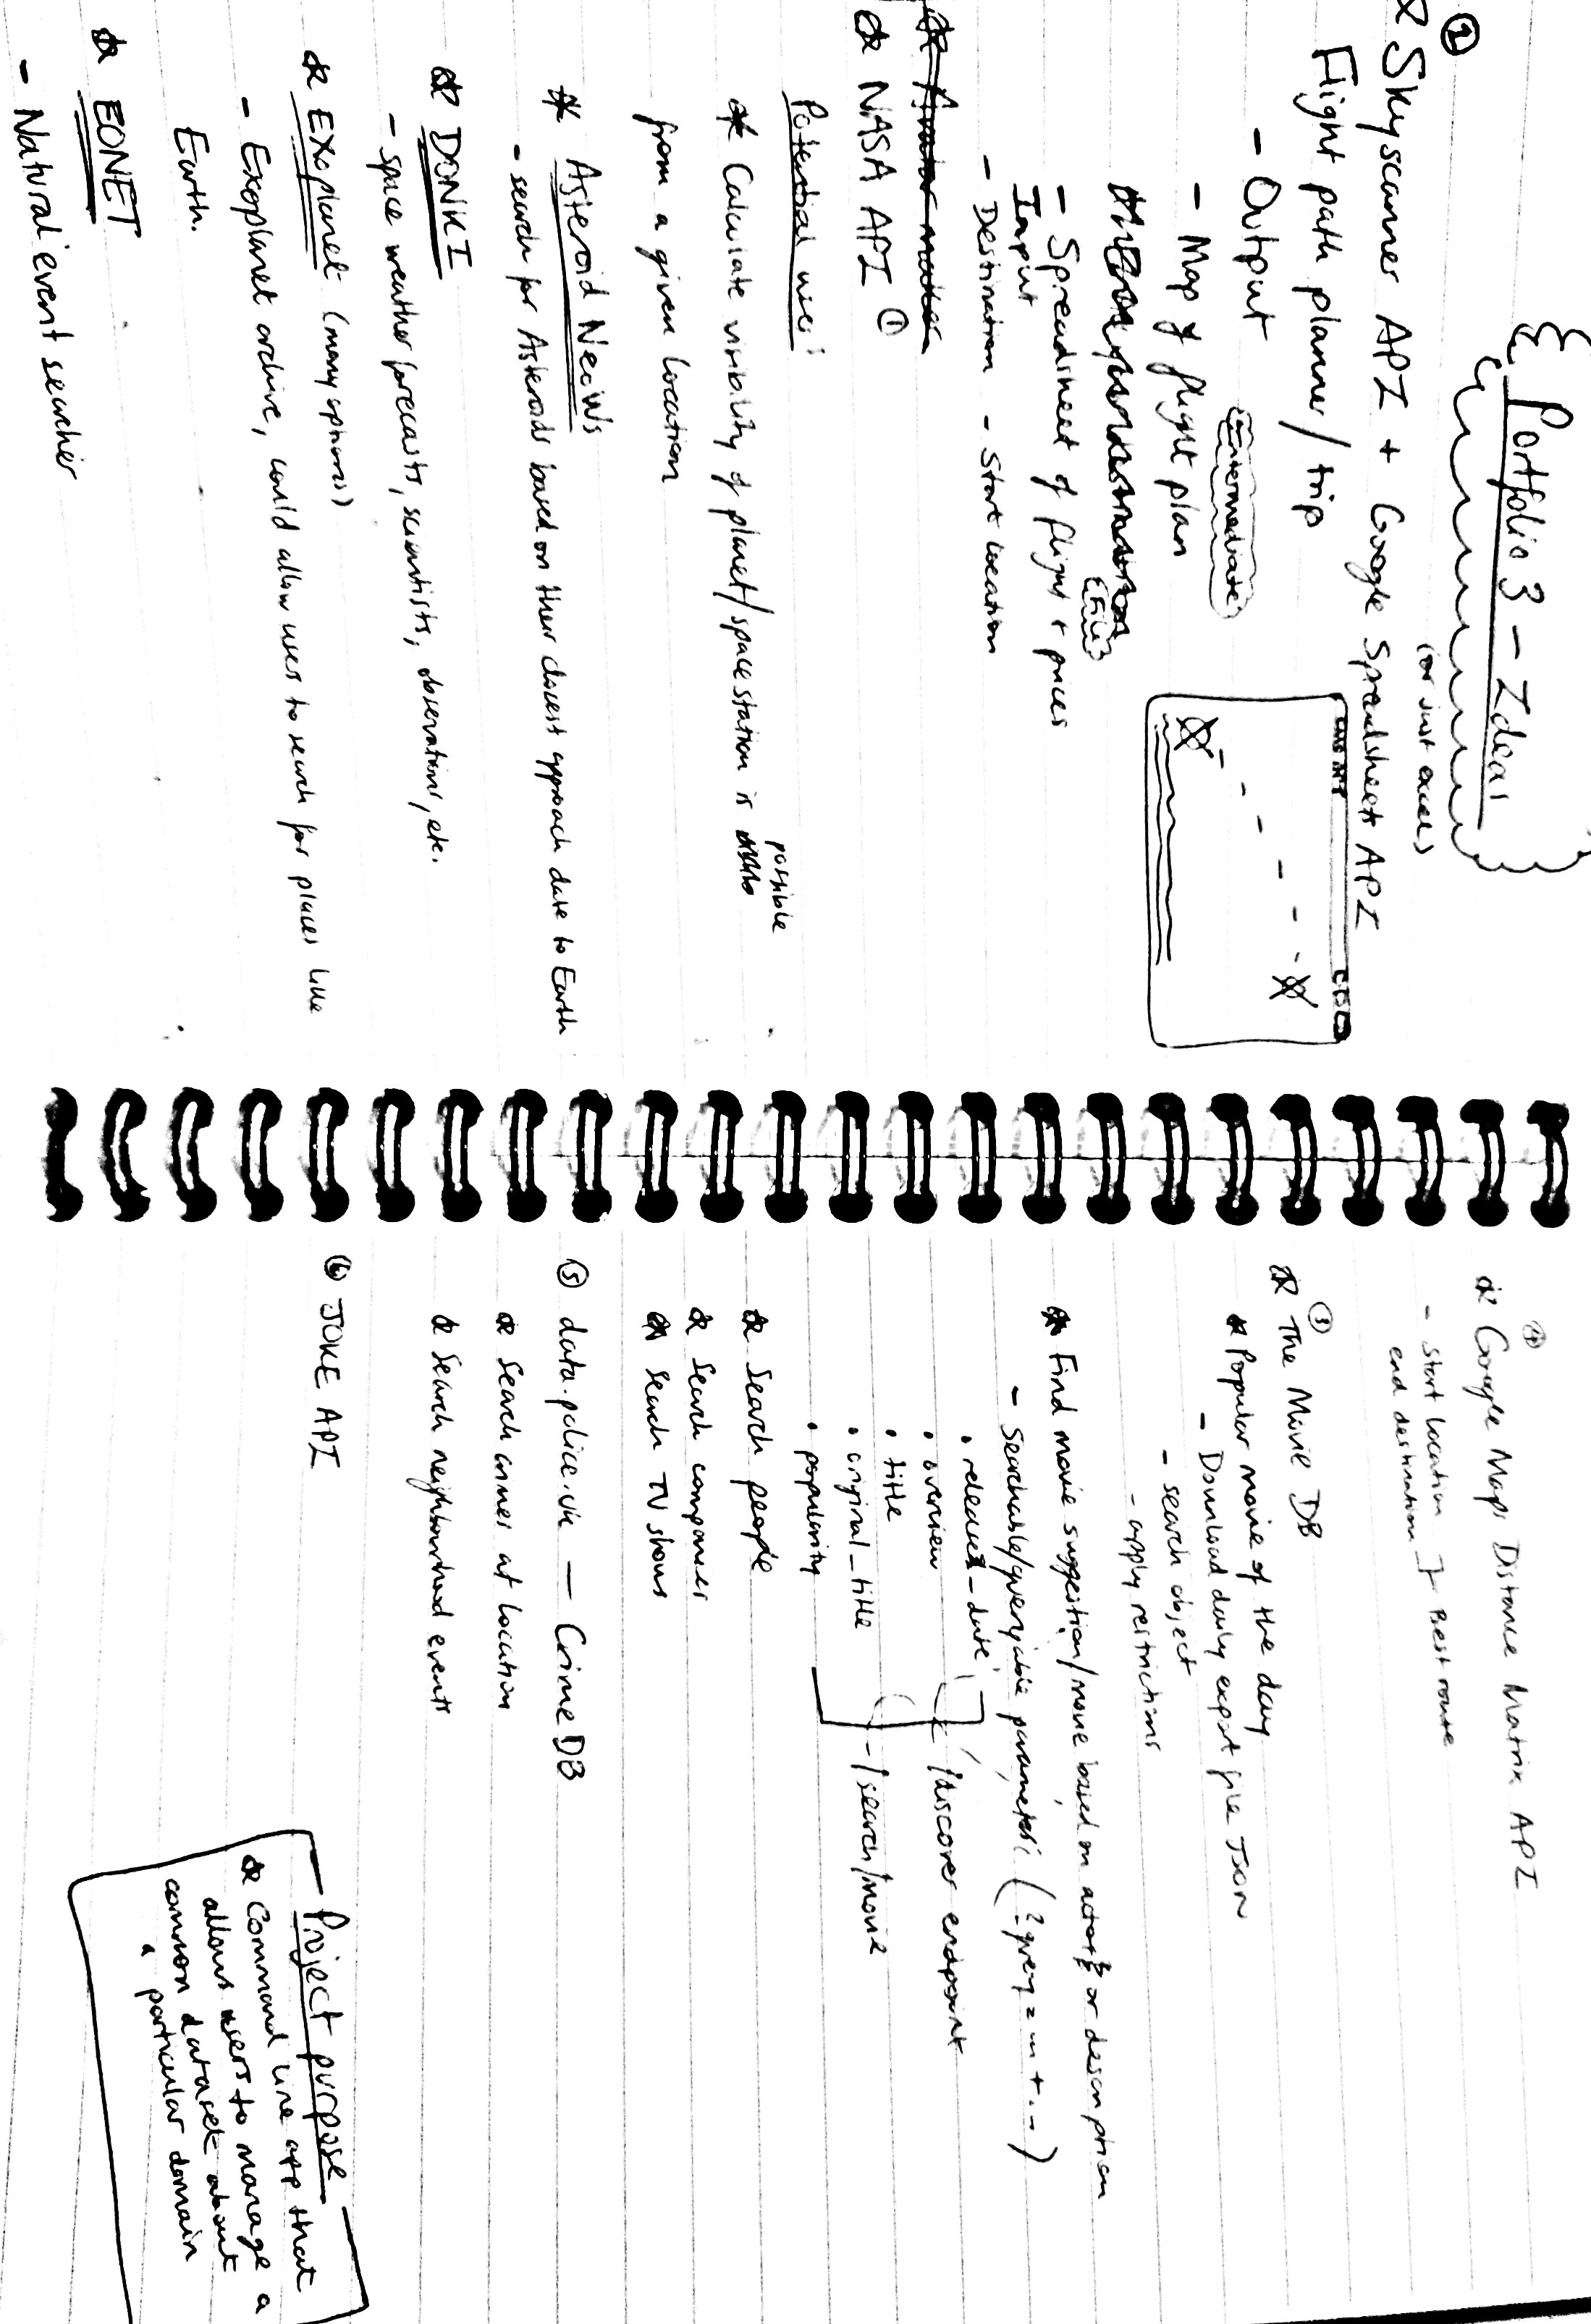 Portfolio 3 – Ideas
②
(or just excel)
Skyscanner API + Google Spreadsheets API
Flight path planner / trip
- Output
Intermediate
- Map of flight plan
File
- Spreadsheet of flight + prices
Input
- Destination - Start location
Avatar maker
NASA API ①
Potential uses:
possible
Calculate visibility of planet/space station is
from a given location
Asteroid NeoWs
- search for Asteroids based on their closest approach date to Earth
DONKI
- space weather forecasts, scientists, observations, etc.
EXoplanet (many options)
- Exoplanet archive, could allow users to search for places like
Earth.
EONET
- Natural event searcher
④
Google Maps Distance Matrix API
- Start location
end destination } Best route
③
The Movie DB
Popular movie of the day
- Download daily export file JSON
- search object
- apply restrictions
Find movie suggestion/movie based on actor or description
- Searchable/queryable parameters (?query = ... + ...)
• release_date
• overview
/discover endpoint
• title
• original_title
- /search/movie
• popularity
Search people
Search companies
Search TV shows
⑤ data.police.uk — Crime DB
Search crimes at location
Search neighbourhood events
⑥ JOKE API
Project purpose
Command line app that
allows users to manage a
common dataset about
a particular domain